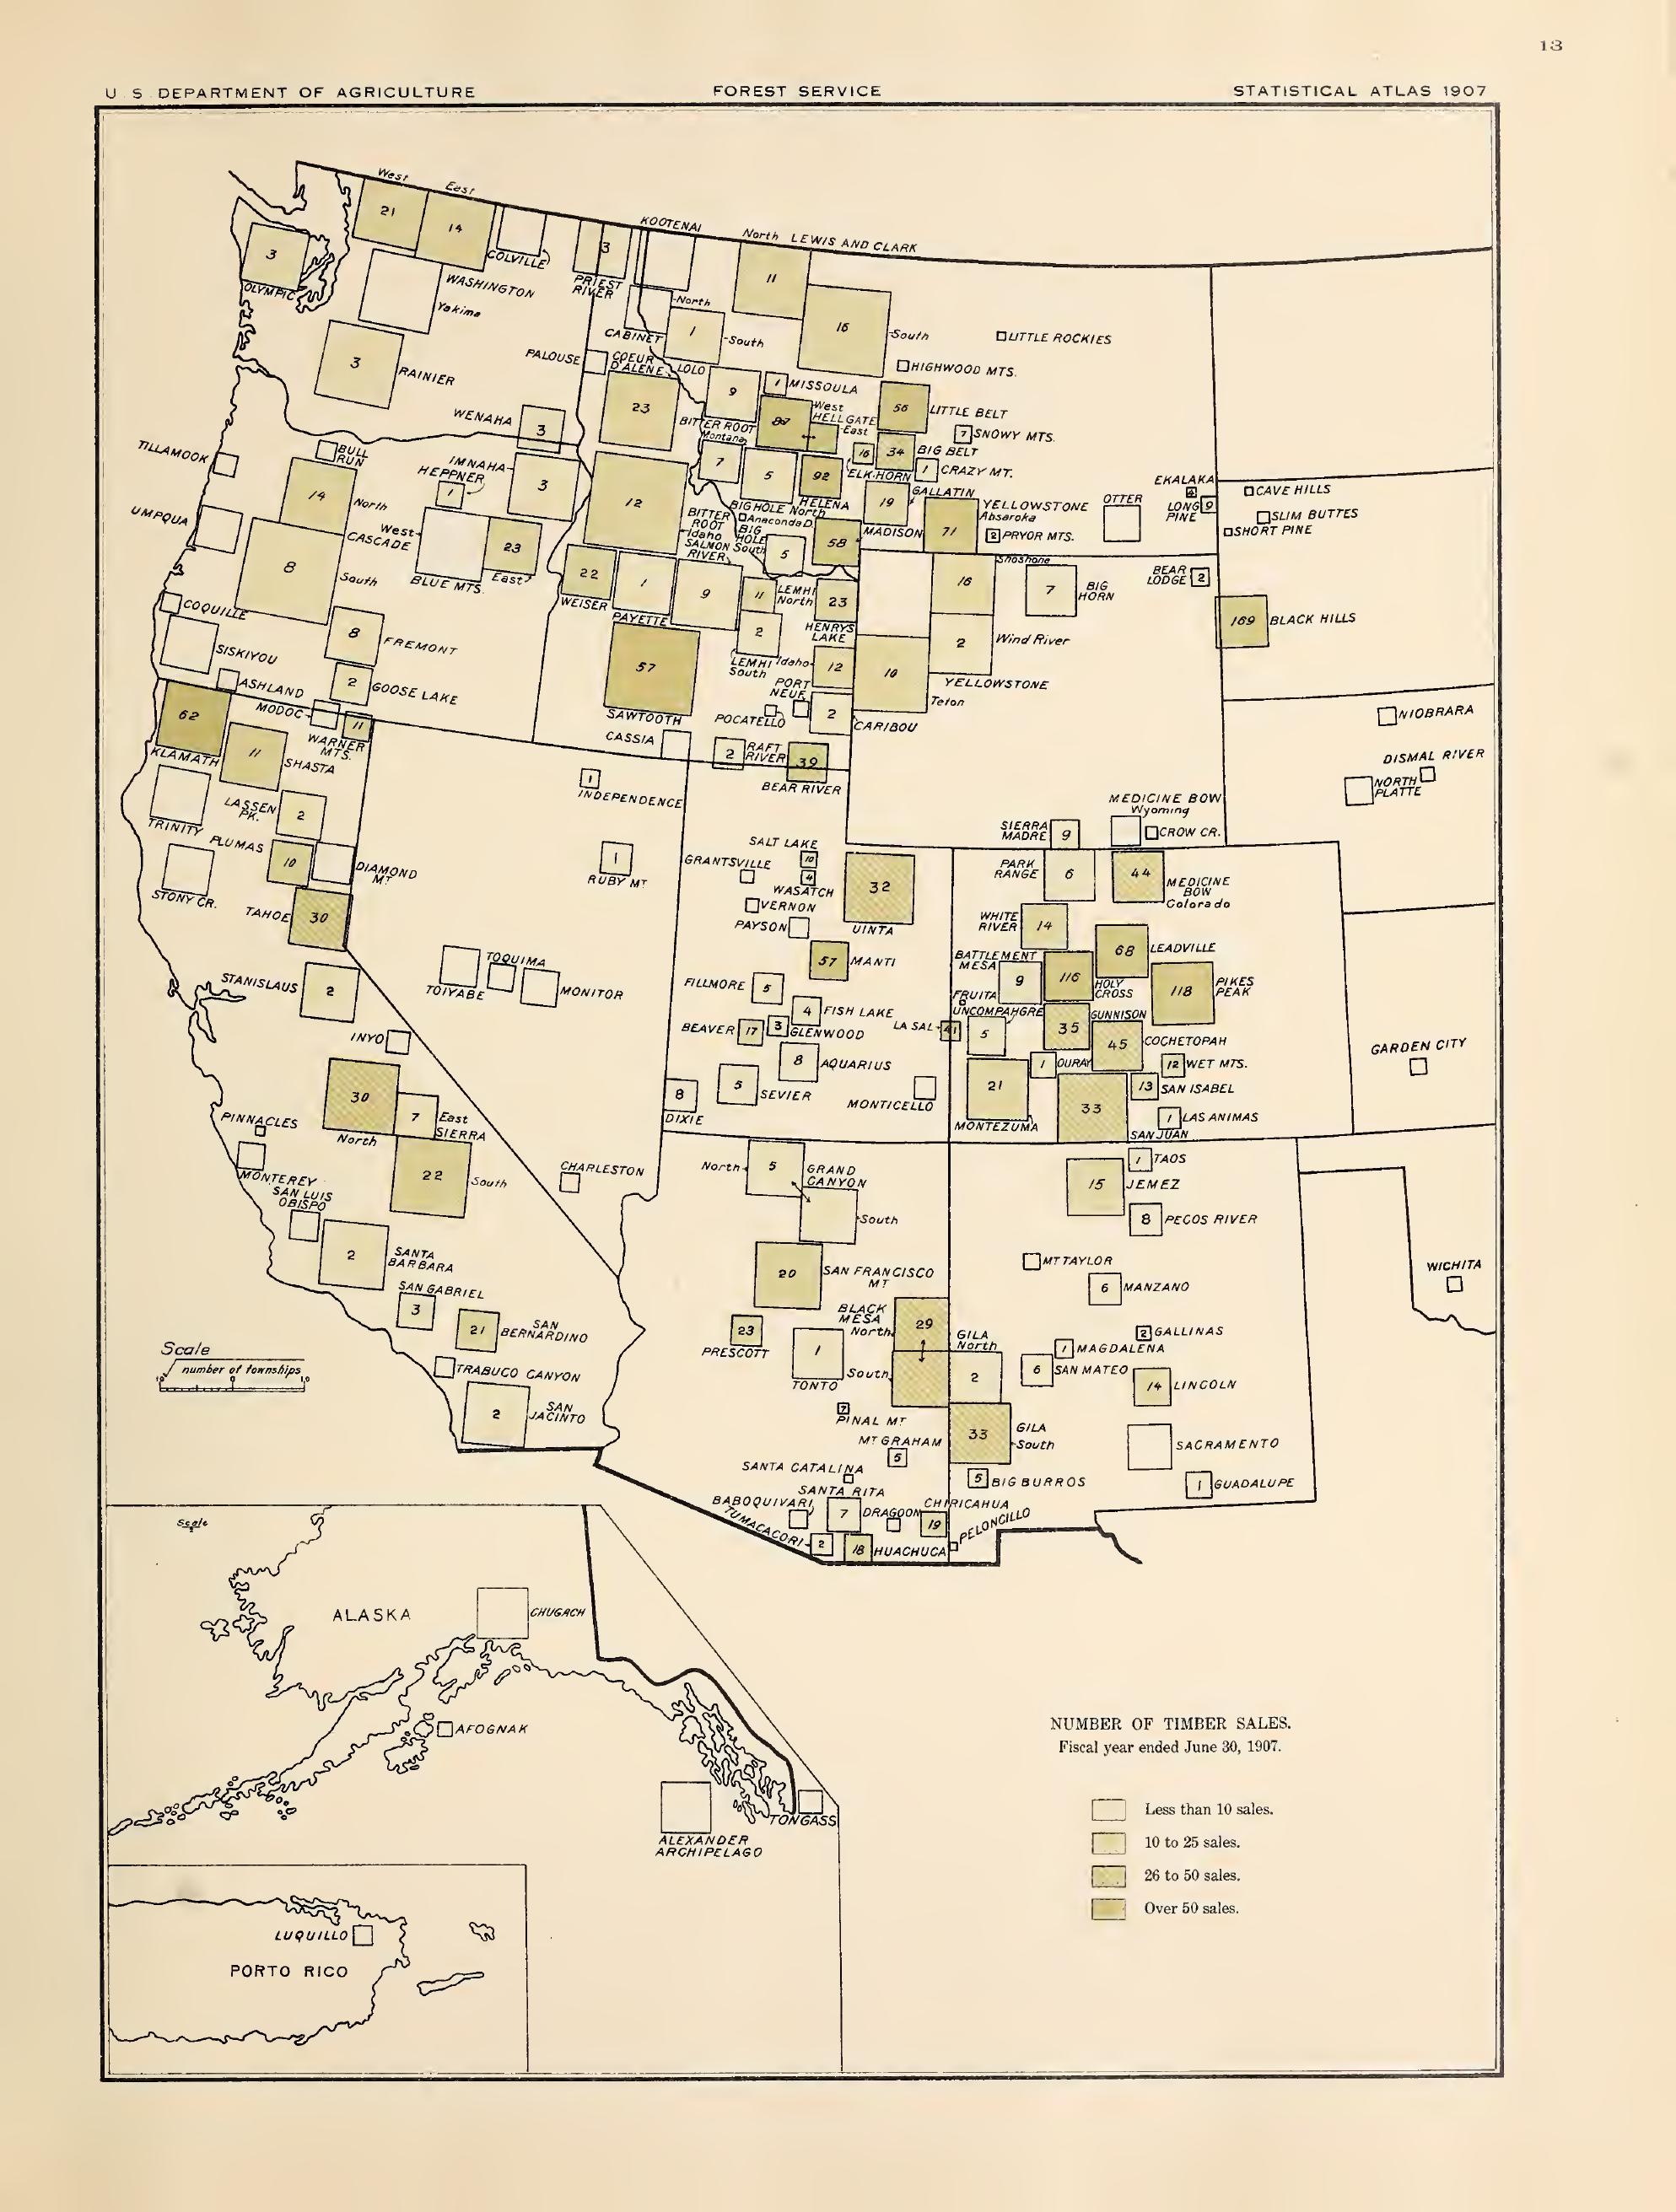 13
U S DEPARTMENT OF AGRICULTURE
FOREST SERVICE
STATISTICAL ATLAS 1907
West
East
21
14
COLVILLE
3
OLYMPIC
WASHINGTON
Yakima
3
PRIEST
RIVER
KOOTENAI
North
CABINET
1
South
North LEWIS AND CLARK
11
16
South
LITTLE ROCKIES
HIGHWOOD MTS.
3
RAINIER
PALOUSE
COEUR
D'ALENE
23
LOLO
9
1
MISSOULA
87
West
HELLGATE
East
56
LITTLE BELT
7
SNOWY MTS.
WENAHA
3
BITTER ROOT
Montana
7
5
92
HELENA
16
ELKHORN
34
BIG BELT
1
CRAZY MT.
TILLAMOOK
BULL
RUN
IMNAHA
HEPPNER
1
3
12
BITTER
ROOT
Idaho
BIG HOLE North
Anaconda D.
BIG
HOLE
South
5
58
19
MADISON
GALLATIN
71
YELLOWSTONE
Absaroka
2
PRYOR MTS.
OTTER
EKALAKA
4
LONG
PINE
9
CAVE HILLS
SLIM BUTTES
SHORT PINE
14
North
UMPQUA
West
CASCADE
8
South
BLUE MTS.
23
East
SALMON
RIVER
22
WEISER
1
PAYETTE
9
11
LEMHI
North
23
HENRYS
LAKE
Shoshone
16
7
BIG
HORN
BEAR
LODGE
2
169
BLACK HILLS
COQUILLE
SISKIYOU
8
FREMONT
ASHLAND
2
GOOSE LAKE
57
SAWTOOTH
2
LEMHI
South
Idaho
12
10
2
Wind River
YELLOWSTONE
Teton
PORT
NEUF
POCATELLO
2
CARIBOU
62
KLAMATH
MODOC
11
WARNER
MTS.
11
SHASTA
CASSIA
2
RAFT
RIVER
39
BEAR RIVER
NIOBRARA
DISMAL RIVER
NORTH
PLATTE
TRINITY
LASSEN
PK.
2
1
INDEPENDENCE
MEDICINE BOW
Wyoming
SIERRA
MADRE
9
CROW CR.
PLUMAS
10
DIAMOND
MT
STONY CR.
1
RUBY MT
SALT LAKE
10
GRANTSVILLE
4
WASATCH
VERNON
PAYSON
32
UINTA
PARK
RANGE
6
44
MEDICINE
BOW
Colorado
TAHOE
30
WHITE
RIVER
14
68
LEADVILLE
STANISLAUS
2
TOIYABE
TOQUIMA
MONITOR
57
MANTI
FILLMORE
5
BATTLEMENT
MESA
9
116
HOLY
CROSS
118
PIKES
PEAK
FRUITA
UNCOMPAHGRE
4
FISH LAKE
BEAVER
17
3
GLENWOOD
LA SAL
41
5
35
GUNNISON
45
COCHETOPAH
INYO
8
AQUARIUS
1
OURAY
12
WET MTS.
GARDEN CITY
30
North
7
East
SIERRA
8
DIXIE
5
SEVIER
MONTICELLO
21
MONTEZUMA
33
SAN JUAN
13
SAN ISABEL
1
LAS ANIMAS
PINNACLES
MONTEREY
22
South
CHARLESTON
North
5
GRAND
CANYON
South
1
TAOS
15
JEMEZ
8
PECOS RIVER
SAN LUIS
OBISPO
2
SANTA
BARBARA
20
SAN FRANCISCO
MT
MT TAYLOR
6
MANZANO
WICHITA
SAN GABRIEL
3
21
SAN
BERNARDINO
BLACK
MESA
North
29
South
23
PRESCOTT
1
TONTO
GILA
North
2
2
GALLINAS
1
MAGDALENA
6
SAN MATEO
14
LINCOLN
Scale
number of townships
TRABUCO CANYON
2
SAN
JACINTO
7
PINAL MT
MT GRAHAM
5
33
GILA
South
SACRAMENTO
SANTA CATALINA
5
BIG BURROS
1
GUADALUPE
SANTA RITA
BABOQUIVARI
7
DRAGOON
CHIRICAHUA
19
PELONCILLO
TUMACACORI
2
18
HUACHUCA
Scale
ALASKA
CHUGACH
AFOGNAK
TONGASS
ALEXANDER
ARCHIPELAGO
NUMBER OF TIMBER SALES.
Fiscal year ended June 30, 1907.
Less than 10 sales.
10 to 25 sales.
26 to 50 sales.
Over 50 sales.
LUQUILLO
PORTO RICO